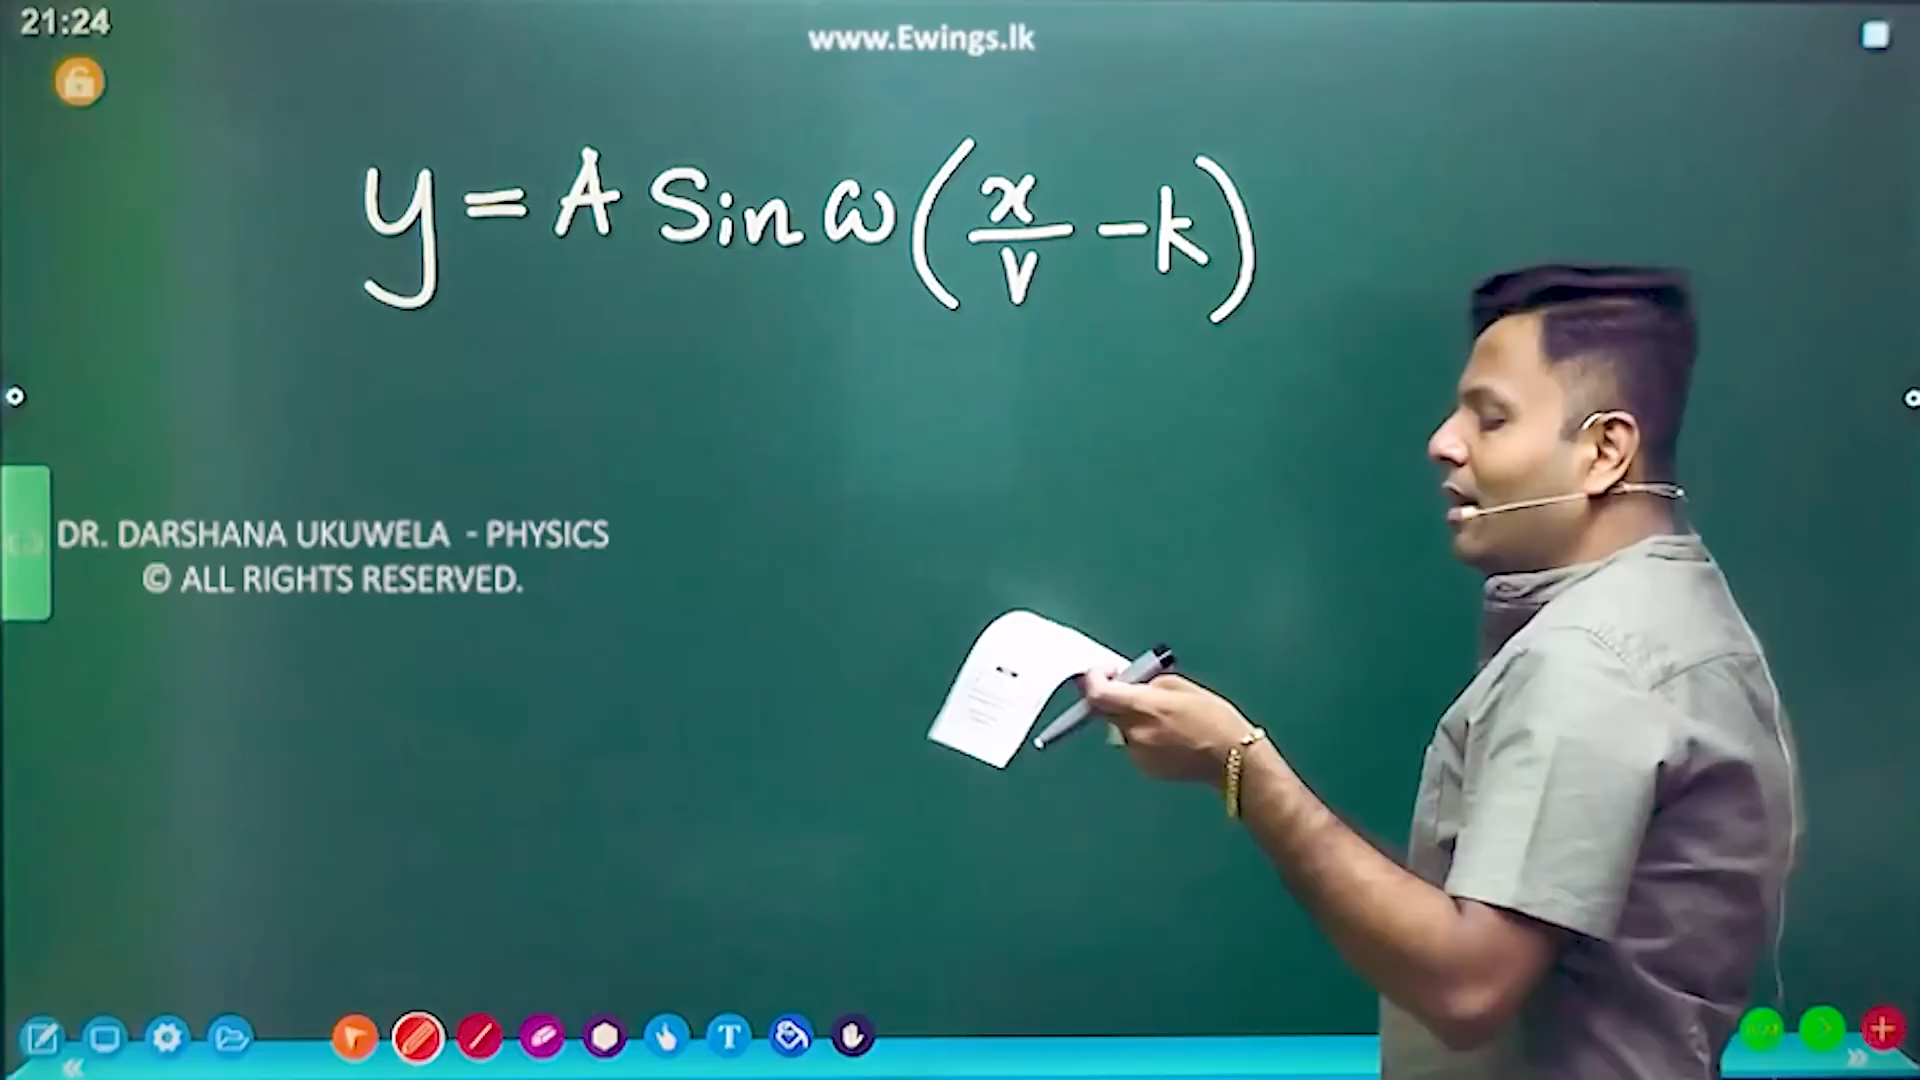 21:24
www.Ewings.lk
y = A Sin ω (x/v - k)
DR. DARSHANA UKUWELA - PHYSICS
© ALL RIGHTS RESERVED.
T